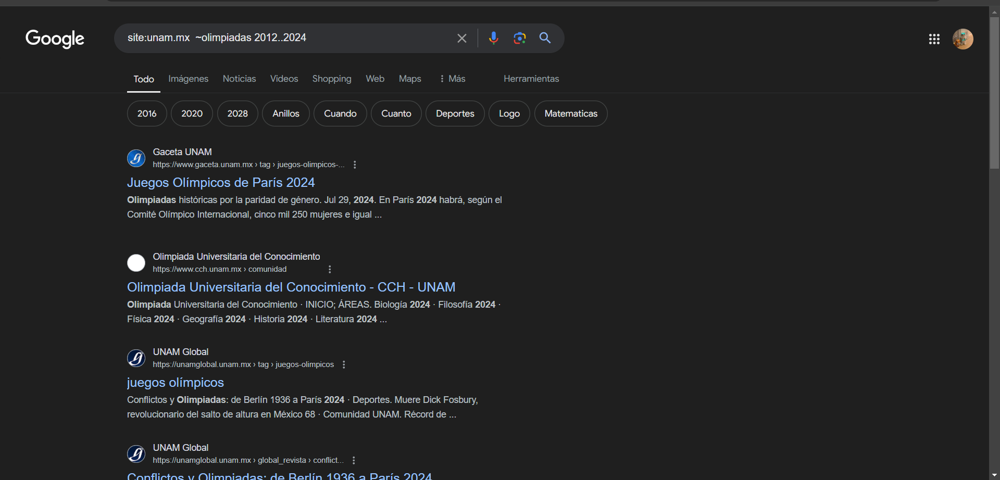 Google
site:unam.mx  ~olimpiadas 2012..2024
Todo Imágenes Noticias Videos Shopping Web Maps Más Herramientas
2016 2020 2028 Anillos Cuando Cuanto Deportes Logo Matematicas
Gaceta UNAM
https://www.gaceta.unam.mx › tag › juegos-olimpicos-...
Juegos Olímpicos de París 2024
Olimpiadas históricas por la paridad de género. Jul 29, 2024. En París 2024 habrá, según el
Comité Olímpico Internacional, cinco mil 250 mujeres e igual ...
Olimpiada Universitaria del Conocimiento
https://www.cch.unam.mx › comunidad
Olimpiada Universitaria del Conocimiento - CCH - UNAM
Olimpiada Universitaria del Conocimiento · INICIO; ÁREAS. Biología 2024 · Filosofía 2024 ·
Física 2024 · Geografía 2024 · Historia 2024 · Literatura 2024 ...
UNAM Global
https://unamglobal.unam.mx › tag › juegos-olimpicos
juegos olímpicos
Conflictos y Olimpiadas: de Berlín 1936 a París 2024 · Deportes. Muere Dick Fosbury,
revolucionario del salto de altura en México 68 · Comunidad UNAM. Récord de ...
UNAM Global
https://unamglobal.unam.mx › global_revista › conflict...
Conflictos y Olimpiadas: de Berlín 1936 a París 2024